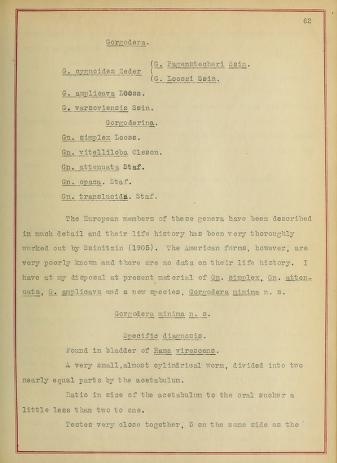 62
Gorgodera.
G. cygnoides Zeder
(G. Pagenstecheri Ssin.
(G. Loossi Ssin.
G. amplicava Looss.
G. varsoviensis Ssin.
Gorgoderina.
Gn. simplex Looss.
Gn. vitelliloba Olsson.
Gn. attenuata Staf.
Gn. opaca. Staf.
Gn. translucida. Staf.
The European members of these genera have been described
in much detail and their life history has been very thoroughly
worked out by Ssinitzin (1905). The American forms, however, are
very poorly known and there are no data on their life history. I
have at my disposal at present material of Gn. simplex, Gn. atten-
uata, G. amplicava and a new species, Gorgodera minima n. s.
Gorgodera minima n. s.
Specific diagnosis.
Found in bladder of Rana virescens.
A very small, almost cylindrical worm, divided into two
nearly equal parts by the acetabulum.
Ratio in size of the acetabulum to the oral sucker a
little less than two to one.
Testes very close together, 5 on the same side as the